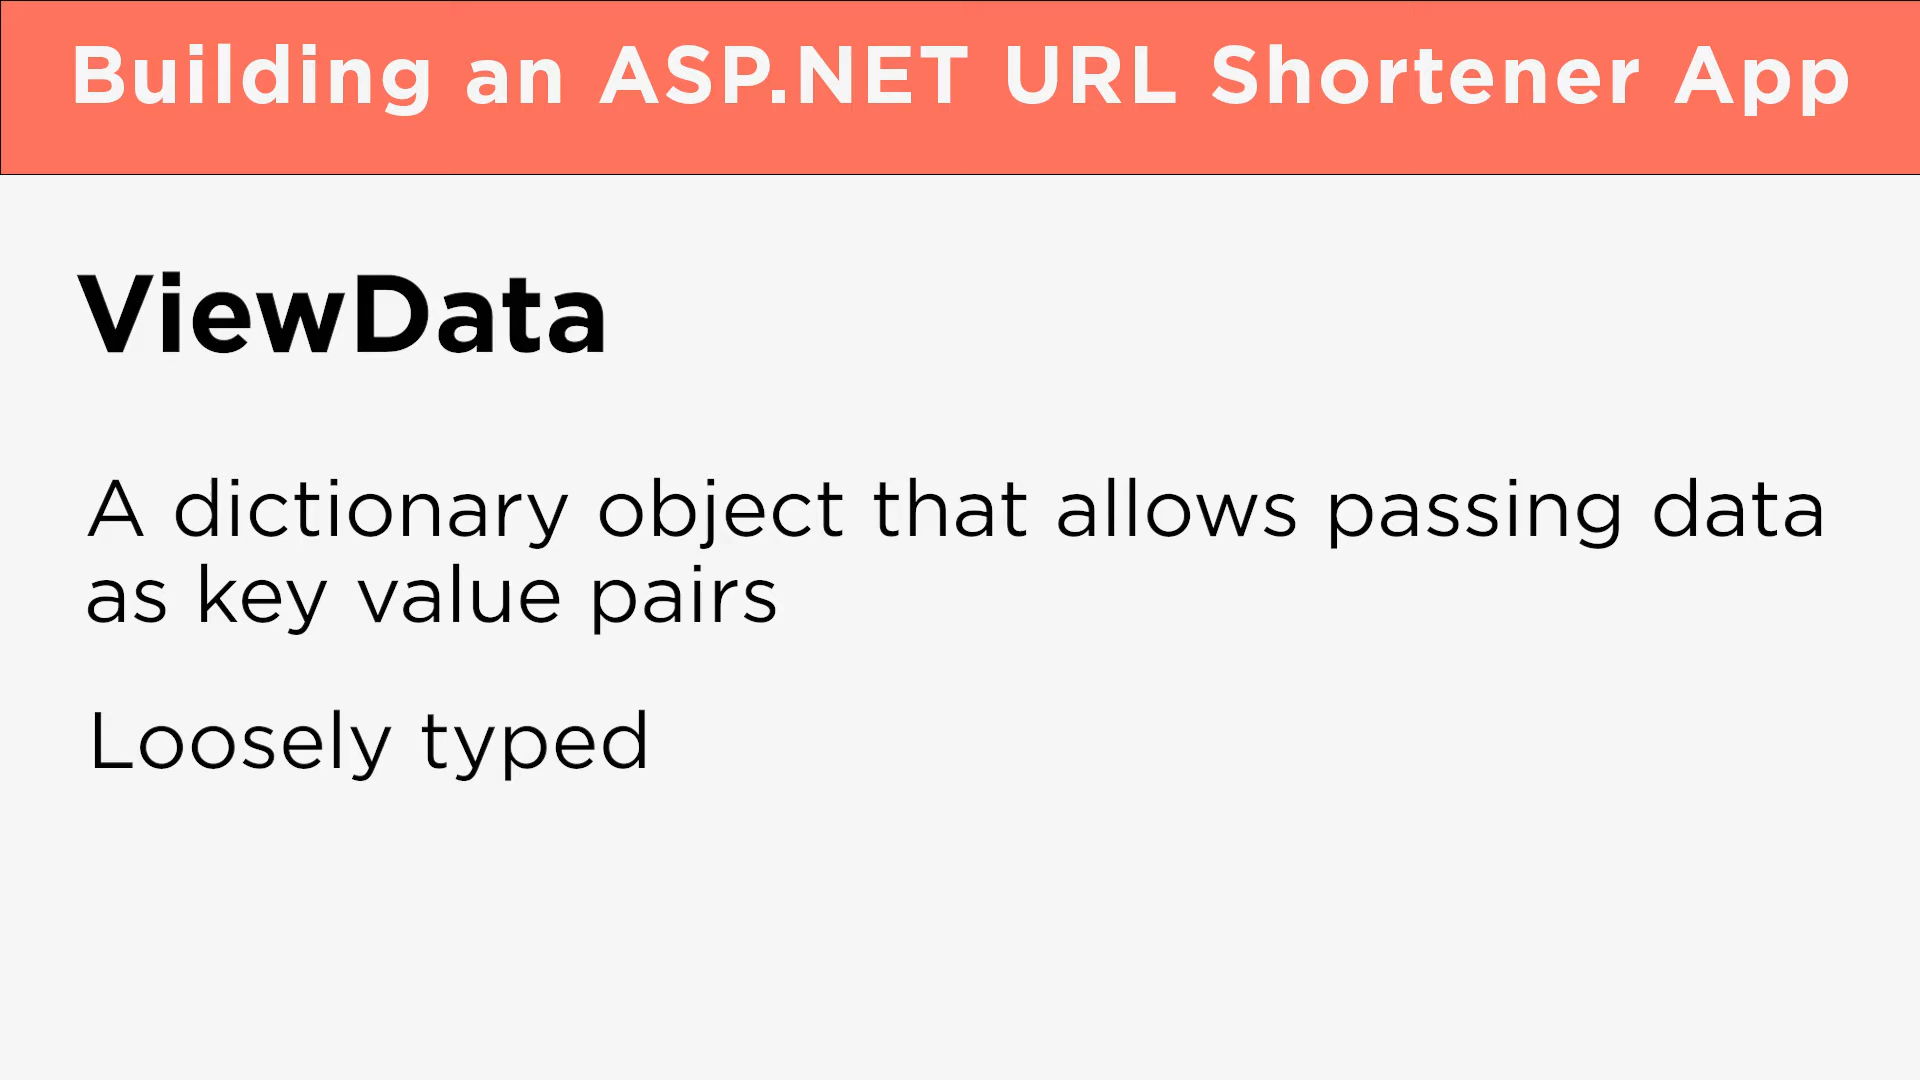 Building an ASP.NET URL Shortener App
ViewData
A dictionary object that allows passing data
as key value pairs
Loosely typed